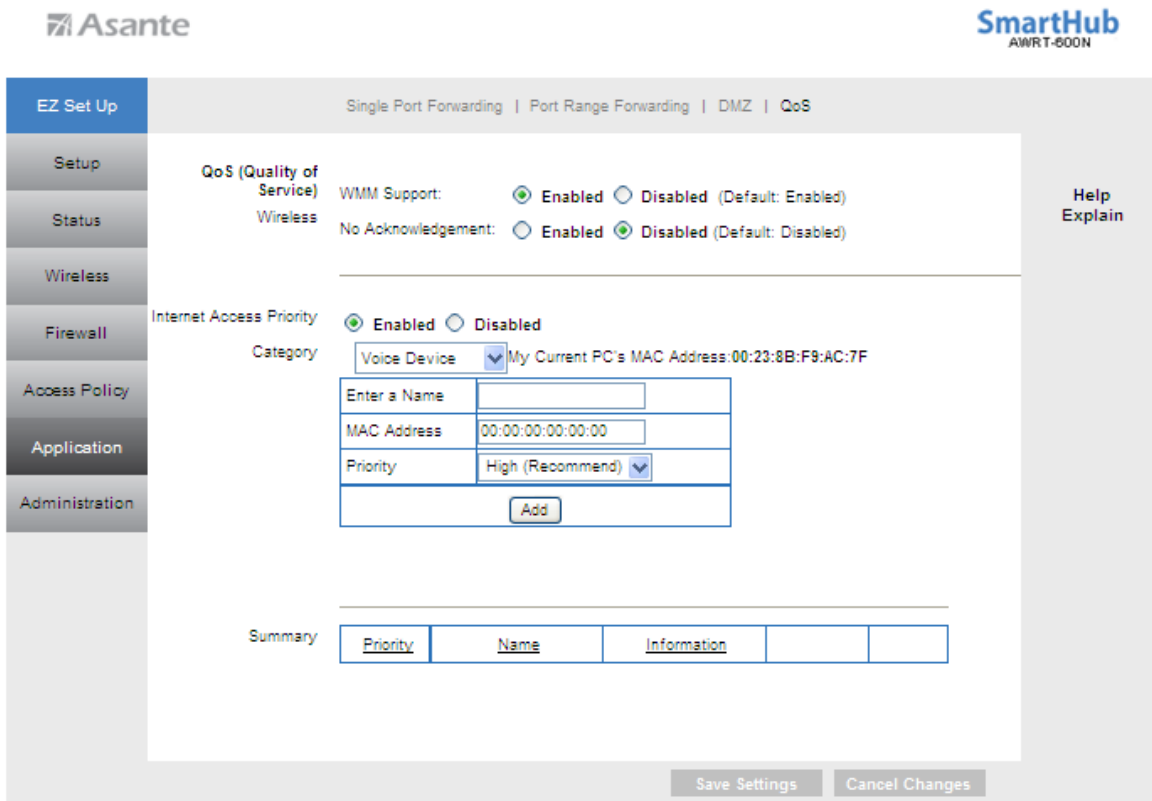 Asante
SmartHub
AWRT-600N
EZ Set Up
Single Port Forwarding | Port Range Forwarding | DMZ | QoS
Setup
Status
Wireless
Firewall
Access Policy
Application
Administration
QoS (Quality of
Service)
Wireless
WMM Support: Enabled Disabled (Default: Enabled)
No Acknowledgement: Enabled Disabled (Default: Disabled)
Help
Explain
Internet Access Priority Enabled Disabled
Category Voice Device My Current PC's MAC Address:00:23:8B:F9:AC:7F
Enter a Name
MAC Address 00:00:00:00:00:00
Priority High (Recommend)
Add
Summary Priority Name Information
Save Settings Cancel Changes